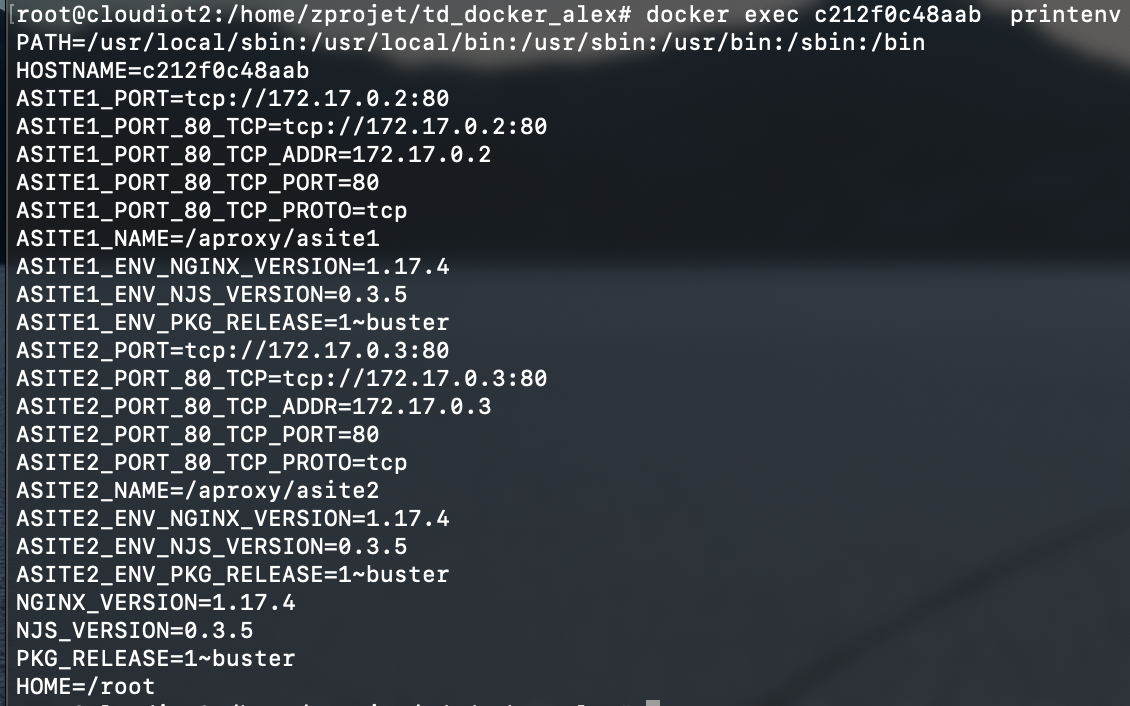 [root@cloudiot2:/home/zprojet/td_docker_alex# docker exec c212f0c48aab  printenv
PATH=/usr/local/sbin:/usr/local/bin:/usr/sbin:/usr/bin:/sbin:/bin
HOSTNAME=c212f0c48aab
ASITE1_PORT=tcp://172.17.0.2:80
ASITE1_PORT_80_TCP=tcp://172.17.0.2:80
ASITE1_PORT_80_TCP_ADDR=172.17.0.2
ASITE1_PORT_80_TCP_PORT=80
ASITE1_PORT_80_TCP_PROTO=tcp
ASITE1_NAME=/aproxy/asite1
ASITE1_ENV_NGINX_VERSION=1.17.4
ASITE1_ENV_NJS_VERSION=0.3.5
ASITE1_ENV_PKG_RELEASE=1~buster
ASITE2_PORT=tcp://172.17.0.3:80
ASITE2_PORT_80_TCP=tcp://172.17.0.3:80
ASITE2_PORT_80_TCP_ADDR=172.17.0.3
ASITE2_PORT_80_TCP_PORT=80
ASITE2_PORT_80_TCP_PROTO=tcp
ASITE2_NAME=/aproxy/asite2
ASITE2_ENV_NGINX_VERSION=1.17.4
ASITE2_ENV_NJS_VERSION=0.3.5
ASITE2_ENV_PKG_RELEASE=1~buster
NGINX_VERSION=1.17.4
NJS_VERSION=0.3.5
PKG_RELEASE=1~buster
HOME=/root